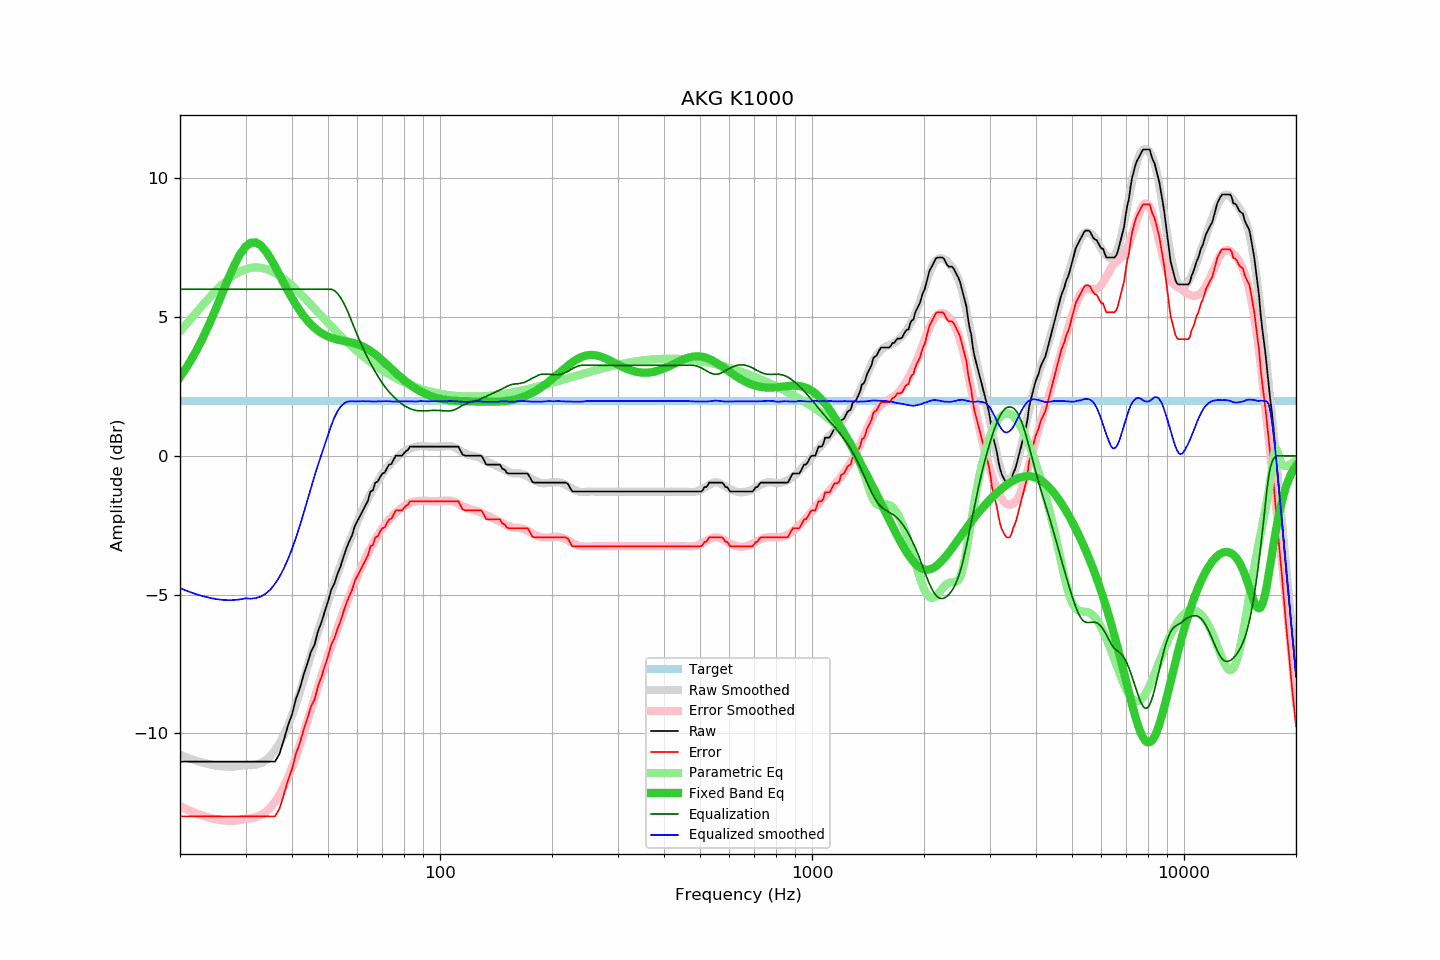 AKG K1000
Amplitude (dBr)
10
5
0
−5
−10
Target
Raw Smoothed
Error Smoothed
Raw
Error
Parametric Eq
Fixed Band Eq
Equalization
Equalized smoothed
100 1000 10000
Frequency (Hz)